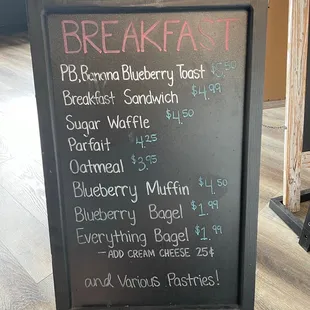 BREAKFAST
PB, Banana Blueberry Toast $5.50
Breakfast Sandwich $4.99
Sugar Waffle $4.50
Parfait 4.25
Oatmeal $3.95
Blueberry Muffin $4.50
Blueberry Bagel $1.99
Everything Bagel $1.99
— ADD CREAM CHEESE 25¢
and Various Pastries!